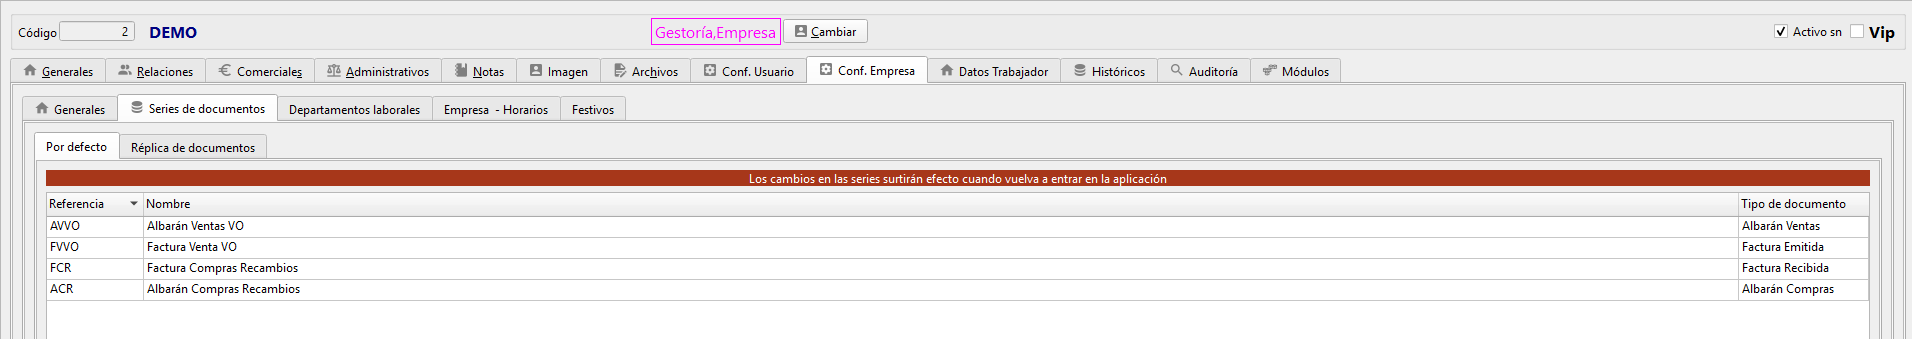 Código 2 DEMO Gestoría,Empresa Cambiar Activo sn Vip
Generales Relaciones Comerciales Administrativos Notas Imagen Archivos Conf. Usuario Conf. Empresa Datos Trabajador Históricos Auditoría Módulos
Generales Series de documentos Departamentos laborales Empresa - Horarios Festivos
Por defecto Réplica de documentos
Los cambios en las series surtirán efecto cuando vuelva a entrar en la aplicación
Referencia Nombre Tipo de documento
AVVO Albarán Ventas VO Albarán Ventas
FVVO Factura Venta VO Factura Emitida
FCR Factura Compras Recambios Factura Recibida
ACR Albarán Compras Recambios Albarán Compras